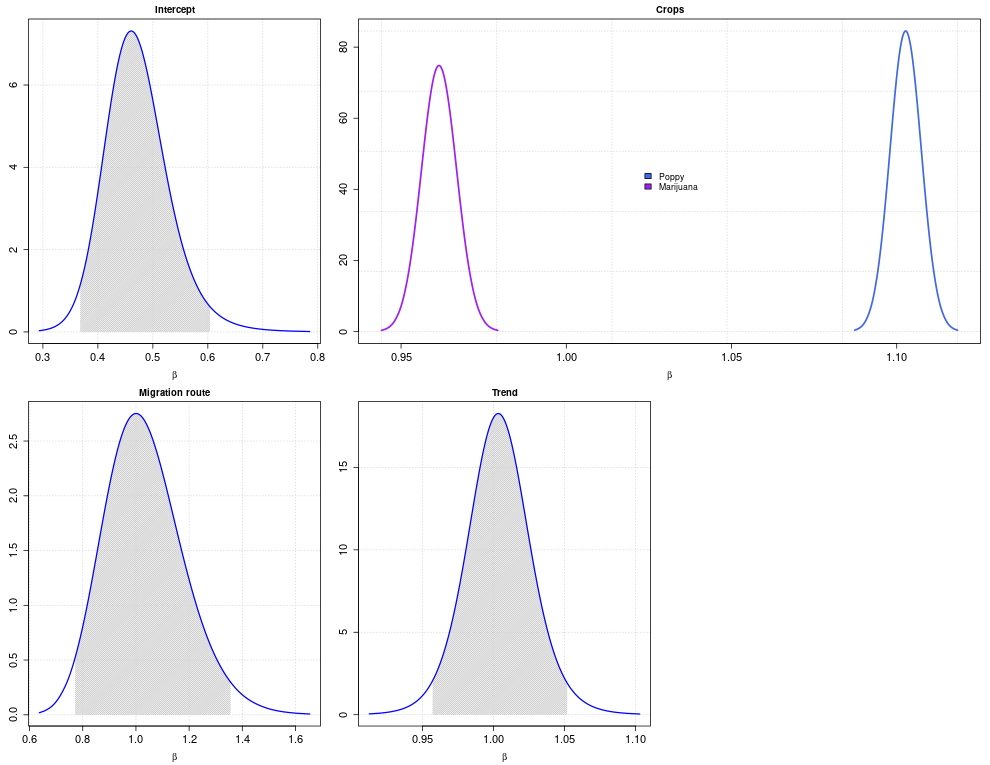 Intercept
0 2 4 6
0.3 0.4 0.5 0.6 0.7 0.8
β
Crops
0 20 40 60 80
Poppy
Marijuana
0.95 1.00 1.05 1.10
β
Migration route
0.0 0.5 1.0 1.5 2.0 2.5
0.6 0.8 1.0 1.2 1.4 1.6
β
Trend
0 5 10 15
0.95 1.00 1.05 1.10
β